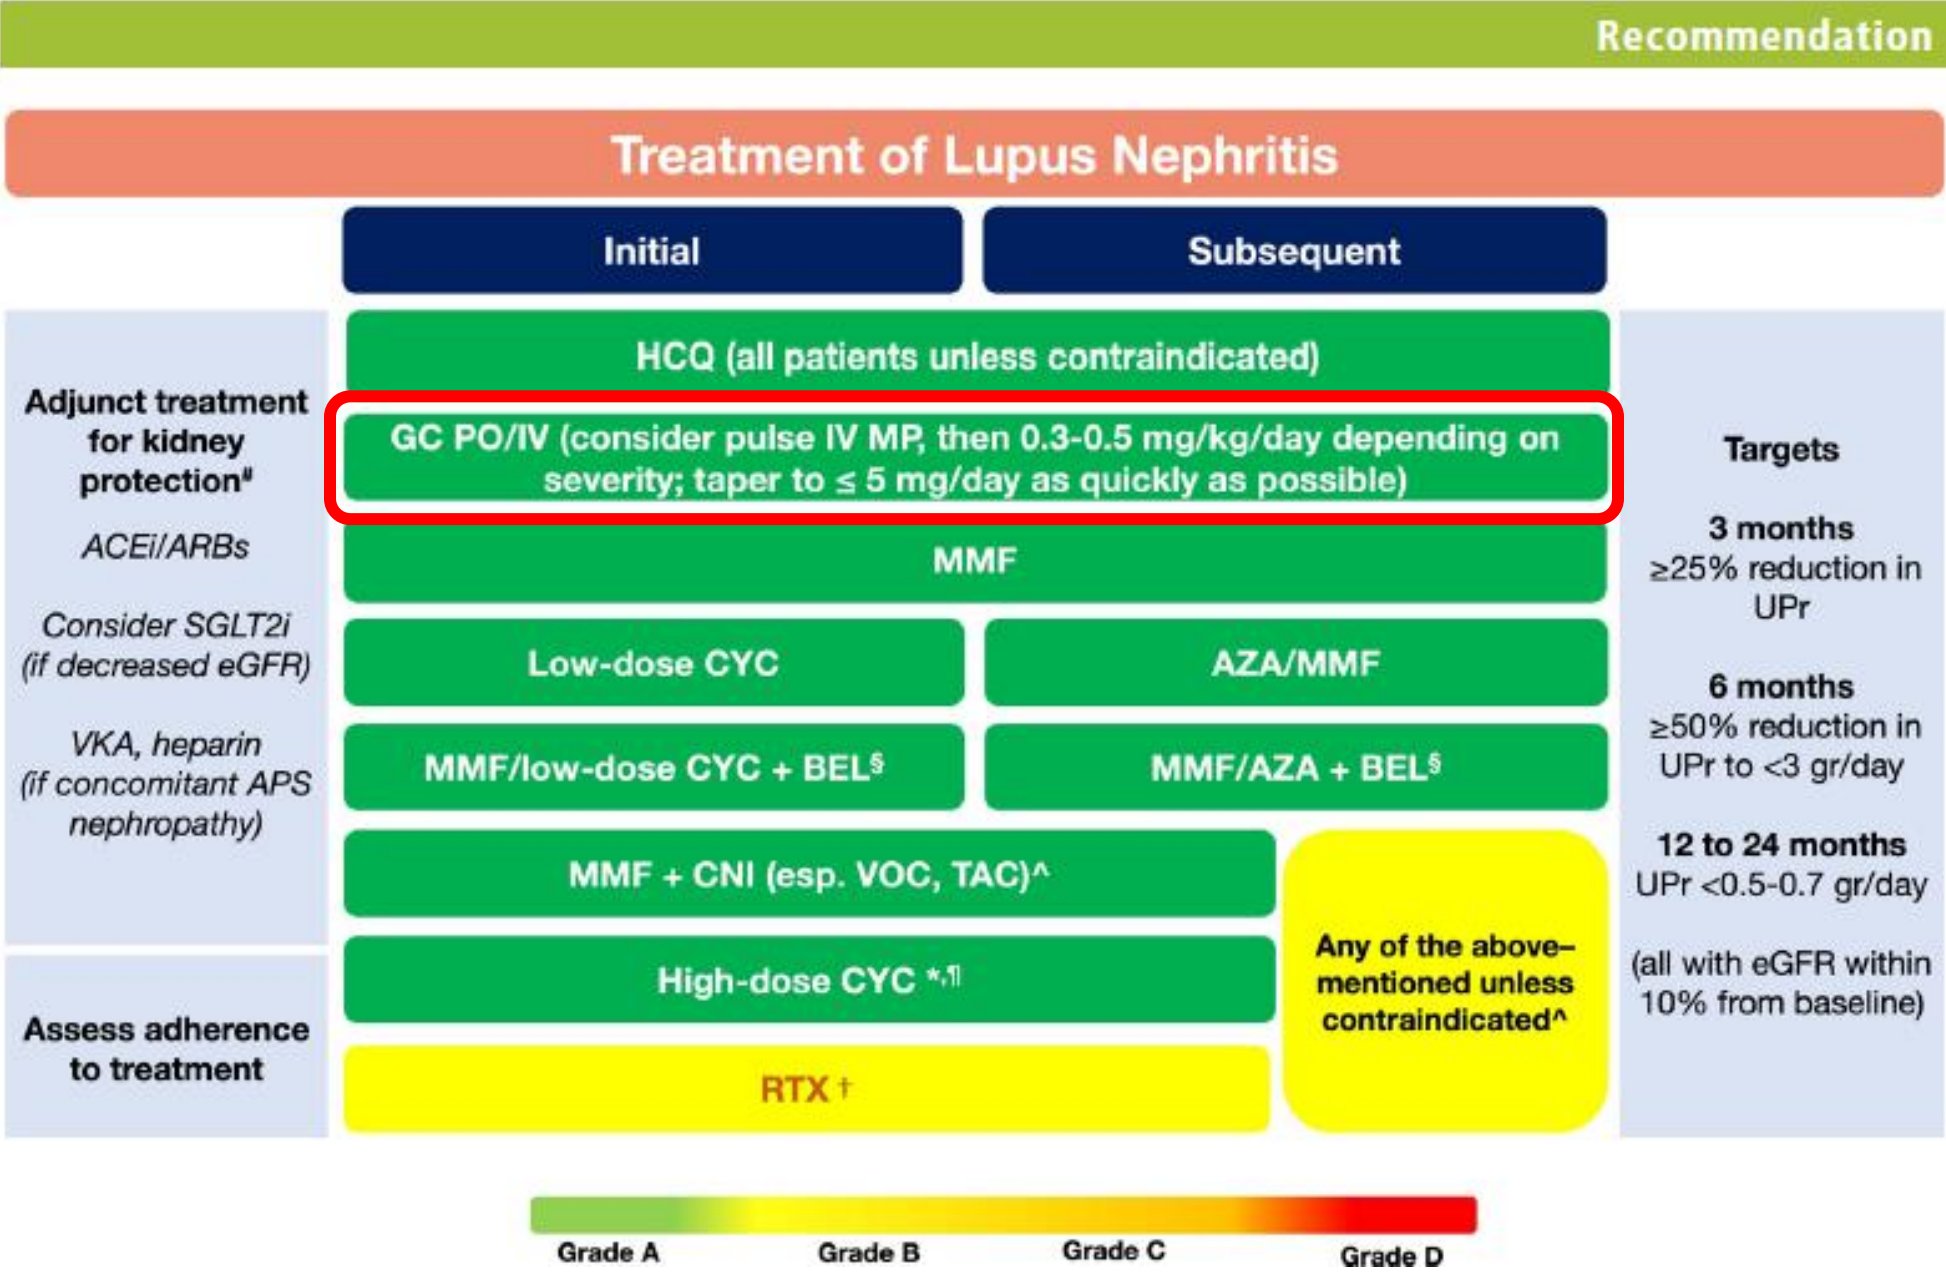 Recommendation
Treatment of Lupus Nephritis
Initial
Subsequent
Adjunct treatment
for kidney
protection#
ACEi/ARBs
Consider SGLT2i
(if decreased eGFR)
VKA, heparin
(if concomitant APS
nephropathy)
Assess adherence
to treatment
HCQ (all patients unless contraindicated)
GC PO/IV (consider pulse IV MP, then 0.3-0.5 mg/kg/day depending on
severity; taper to ≤ 5 mg/day as quickly as possible)
MMF
Low-dose CYC
AZA/MMF
MMF/low-dose CYC + BEL§
MMF/AZA + BEL§
MMF + CNI (esp. VOC, TAC)^
High-dose CYC *,¶
RTX †
Any of the above–
mentioned unless
contraindicated^
Targets
3 months
≥25% reduction in
UPr
6 months
≥50% reduction in
UPr to <3 gr/day
12 to 24 months
UPr <0.5-0.7 gr/day
(all with eGFR within
10% from baseline)
Grade A
Grade B
Grade C
Grade D